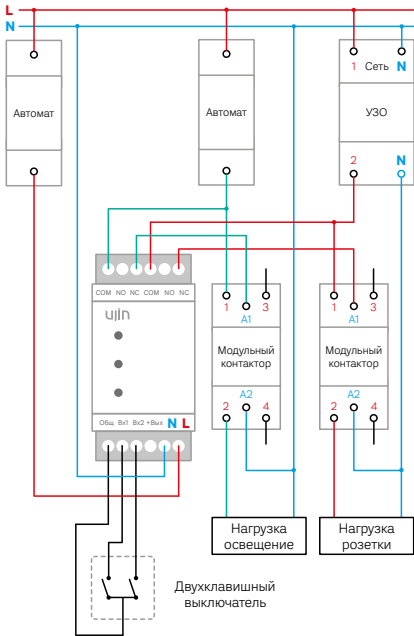 L
N
Автомат
Автомат
1 Сеть N
УЗО
2 N
COM NO NC COM NO NC
ujin
Общ Вх1 Вх2 +Вых N L
1 3
A1
Модульный
контактор
A2
2 4
1 3
A1
Модульный
контактор
A2
2 4
Нагрузка
освещение
Нагрузка
розетки
Двухклавишный
выключатель